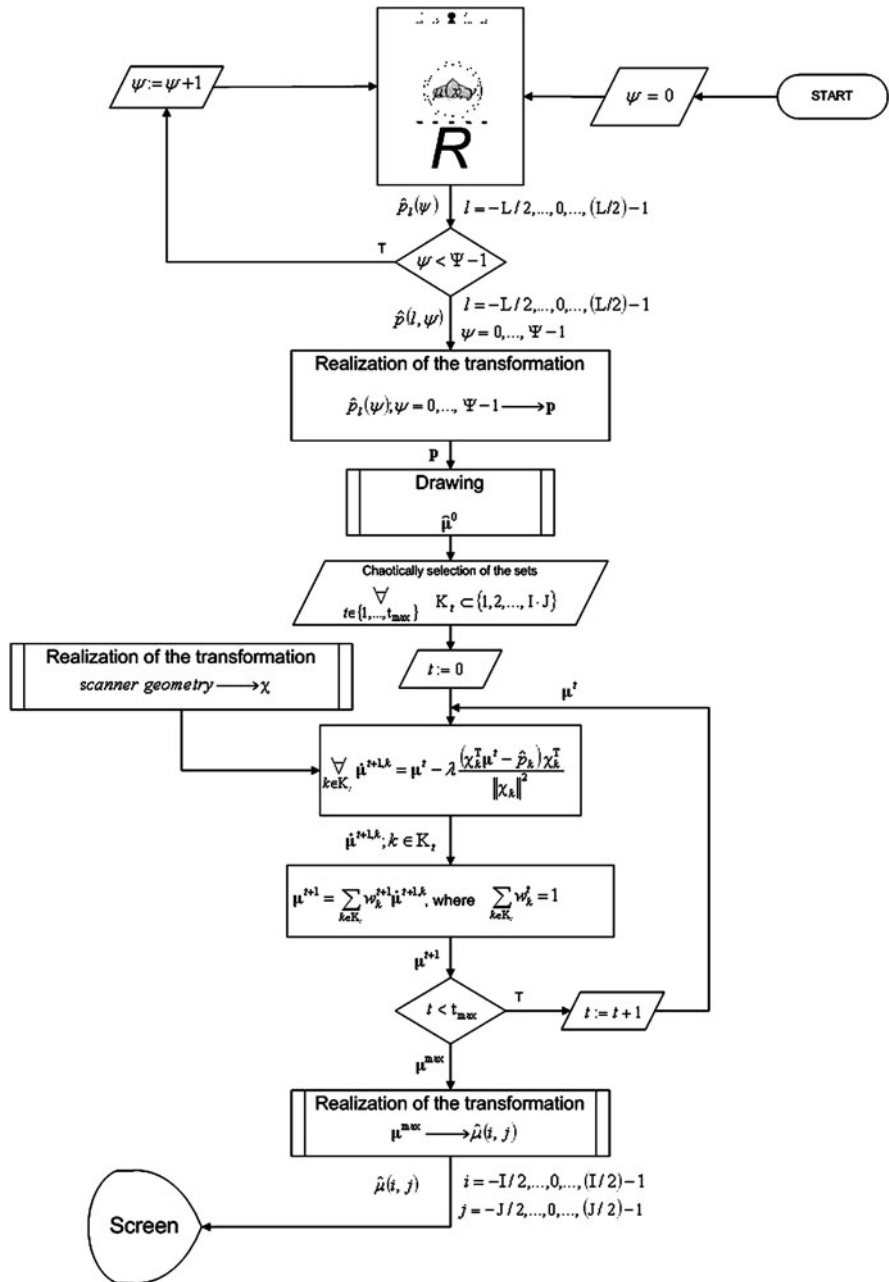 START
ψ = 0
ψ := ψ+1
R
p̂_l(ψ) l = −L/2,...,0,...,(L/2)−1
T
ψ < Ψ−1
p̂(l,ψ) l = −L/2,...,0,...,(L/2)−1
ψ = 0,..., Ψ−1
Realization of the transformation
p̂_l(ψ); ψ = 0,..., Ψ−1 ⟶ p
p
Drawing
μ̂⁰
Chaotically selection of the sets
∀ t∈{1,...,t_max} K_t ⊂ {1,2,..., I·J}
Realization of the transformation
scanner geometry ⟶ χ
t := 0
μ^t
∀ k∈K_t μ̇^{t+1,k} = μ^t − λ (χ_k^T μ^t − p̂_k) χ_k^T / ‖χ_k‖²
μ̇^{t+1,k}; k ∈ K_t
μ^{t+1} = ∑_{k∈K_t} w_k^{t+1} μ̇^{t+1,k}, where ∑_{k∈K_t} w_k^t = 1
μ^{t+1}
t < t_max
T
t := t+1
μ^max
Realization of the transformation
μ^max ⟶ μ̂(i, j)
μ̂(i, j) i = −I/2,...,0,...,(I/2)−1
j = −J/2,...,0,...,(J/2)−1
Screen